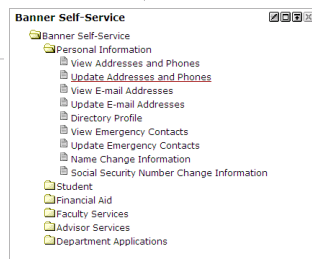 Banner Self-Service
Banner Self-Service
Personal Information
View Addresses and Phones
Update Addresses and Phones
View E-mail Addresses
Update E-mail Addresses
Directory Profile
View Emergency Contacts
Update Emergency Contacts
Name Change Information
Social Security Number Change Information
Student
Financial Aid
Faculty Services
Advisor Services
Department Applications